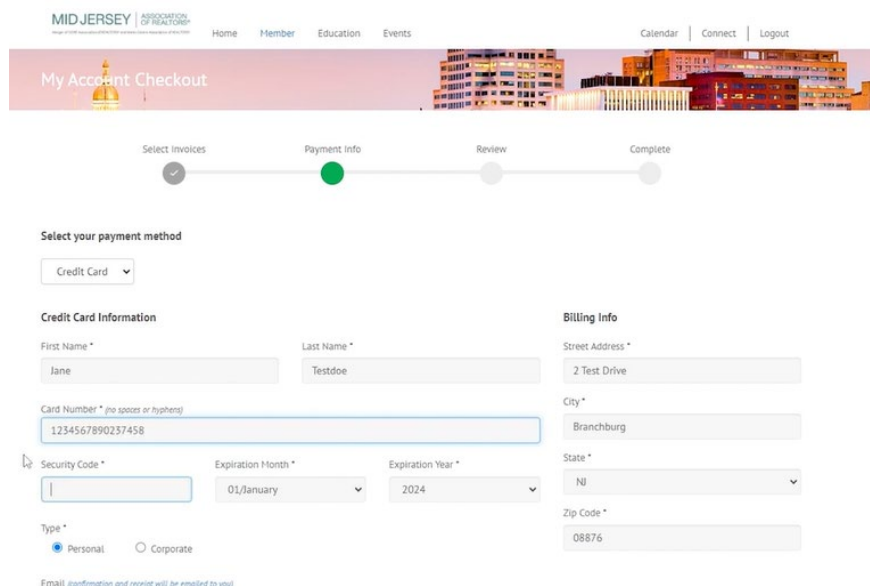 MIDJERSEY ASSOCIATION
OF REALTORS®
Home Member Education Events Calendar Connect Logout
My Account Checkout
Select Invoices Payment Info Review Complete
Select your payment method
Credit Card
Credit Card Information Billing Info
First Name * Last Name * Street Address *
Jane Testdoe 2 Test Drive
Card Number * (no spaces or hyphens) City *
1234567890237458 Branchburg
Security Code * Expiration Month * Expiration Year * State *
01/January 2024 NJ
Type * Zip Code *
Personal Corporate 08876
Email (confirmation and receipt will be emailed to you)